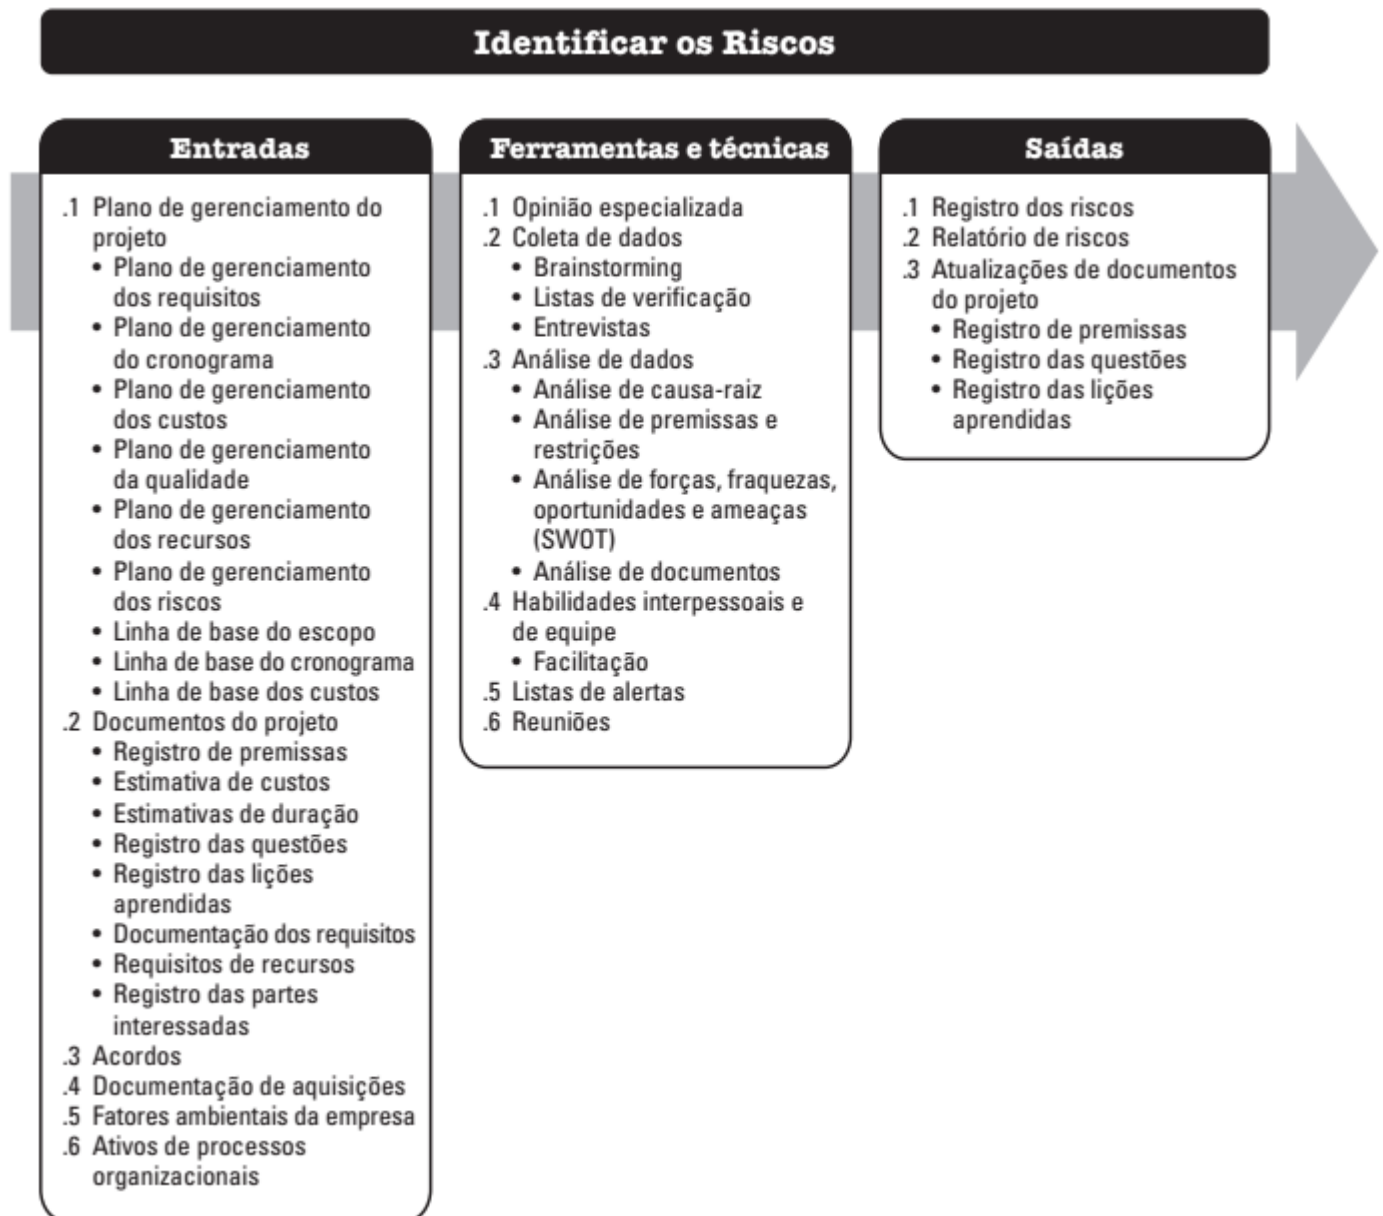 Identificar os Riscos
Entradas
.1 Plano de gerenciamento do
projeto
• Plano de gerenciamento
dos requisitos
• Plano de gerenciamento
do cronograma
• Plano de gerenciamento
dos custos
• Plano de gerenciamento
da qualidade
• Plano de gerenciamento
dos recursos
• Plano de gerenciamento
dos riscos
• Linha de base do escopo
• Linha de base do cronograma
• Linha de base dos custos
.2 Documentos do projeto
• Registro de premissas
• Estimativa de custos
• Estimativas de duração
• Registro das questões
• Registro das lições
aprendidas
• Documentação dos requisitos
• Requisitos de recursos
• Registro das partes
interessadas
.3 Acordos
.4 Documentação de aquisições
.5 Fatores ambientais da empresa
.6 Ativos de processos
organizacionais
Ferramentas e técnicas
.1 Opinião especializada
.2 Coleta de dados
• Brainstorming
• Listas de verificação
• Entrevistas
.3 Análise de dados
• Análise de causa-raiz
• Análise de premissas e
restrições
• Análise de forças, fraquezas,
oportunidades e ameaças
(SWOT)
• Análise de documentos
.4 Habilidades interpessoais e
de equipe
• Facilitação
.5 Listas de alertas
.6 Reuniões
Saídas
.1 Registro dos riscos
.2 Relatório de riscos
.3 Atualizações de documentos
do projeto
• Registro de premissas
• Registro das questões
• Registro das lições
aprendidas